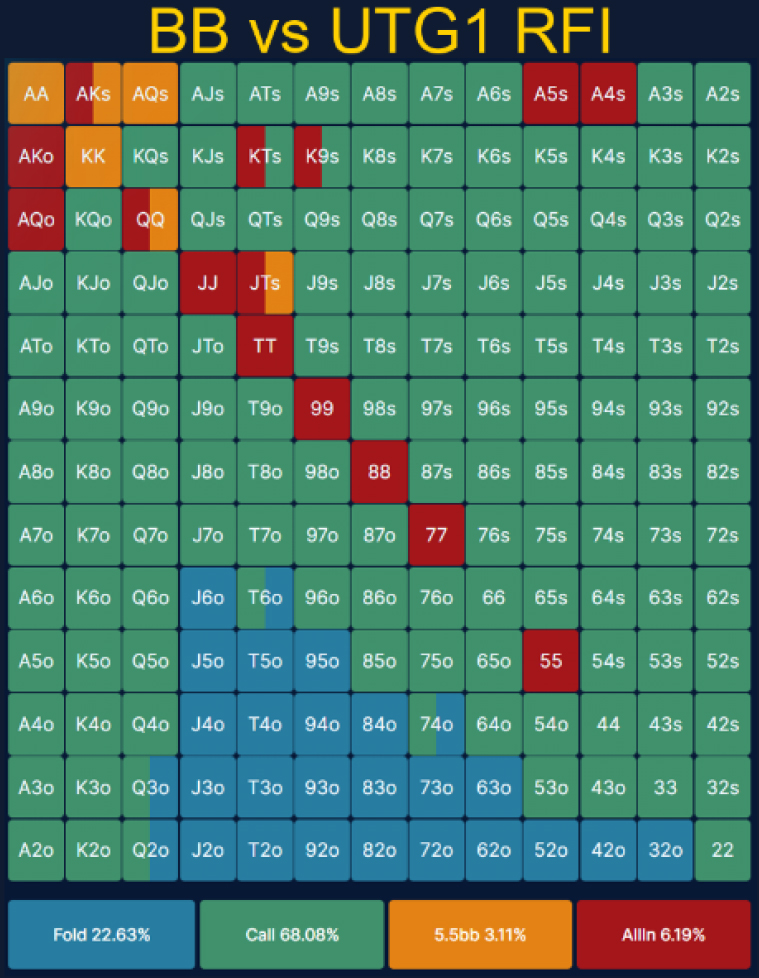 BB vs UTG1 RFI
AA AKs AQs AJs ATs A9s A8s A7s A6s A5s A4s A3s A2s
AKo KK KQs KJs KTs K9s K8s K7s K6s K5s K4s K3s K2s
AQo KQo QQ QJs QTs Q9s Q8s Q7s Q6s Q5s Q4s Q3s Q2s
AJo KJo QJo JJ JTs J9s J8s J7s J6s J5s J4s J3s J2s
ATo KTo QTo JTo TT T9s T8s T7s T6s T5s T4s T3s T2s
A9o K9o Q9o J9o T9o 99 98s 97s 96s 95s 94s 93s 92s
A8o K8o Q8o J8o T8o 98o 88 87s 86s 85s 84s 83s 82s
A7o K7o Q7o J7o T7o 97o 87o 77 76s 75s 74s 73s 72s
A6o K6o Q6o J6o T6o 96o 86o 76o 66 65s 64s 63s 62s
A5o K5o Q5o J5o T5o 95o 85o 75o 65o 55 54s 53s 52s
A4o K4o Q4o J4o T4o 94o 84o 74o 64o 54o 44 43s 42s
A3o K3o Q3o J3o T3o 93o 83o 73o 63o 53o 43o 33 32s
A2o K2o Q2o J2o T2o 92o 82o 72o 62o 52o 42o 32o 22
Fold 22.63% Call 68.08% 5.5bb 3.11% AllIn 6.19%